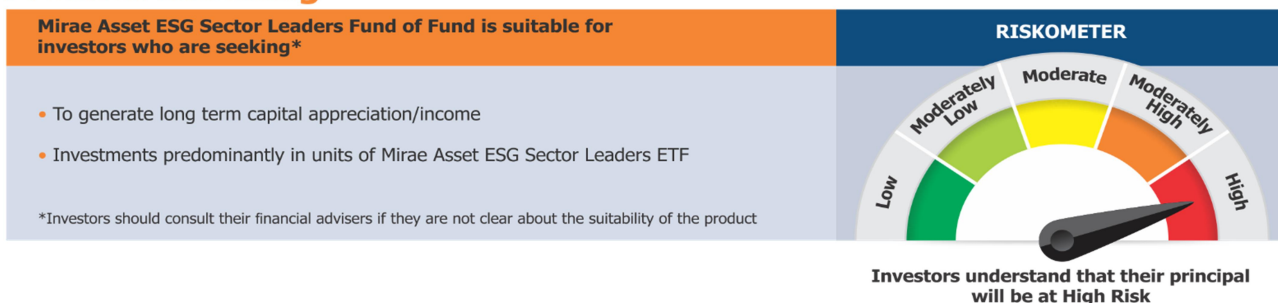 Mirae Asset ESG Sector Leaders Fund of Fund is suitable for
investors who are seeking*
• To generate long term capital appreciation/income
• Investments predominantly in units of Mirae Asset ESG Sector Leaders ETF
*Investors should consult their financial advisers if they are not clear about the suitability of the product
RISKOMETER
Low
Moderately
Low
Moderate
Moderately
High
High
Investors understand that their principal
will be at High Risk